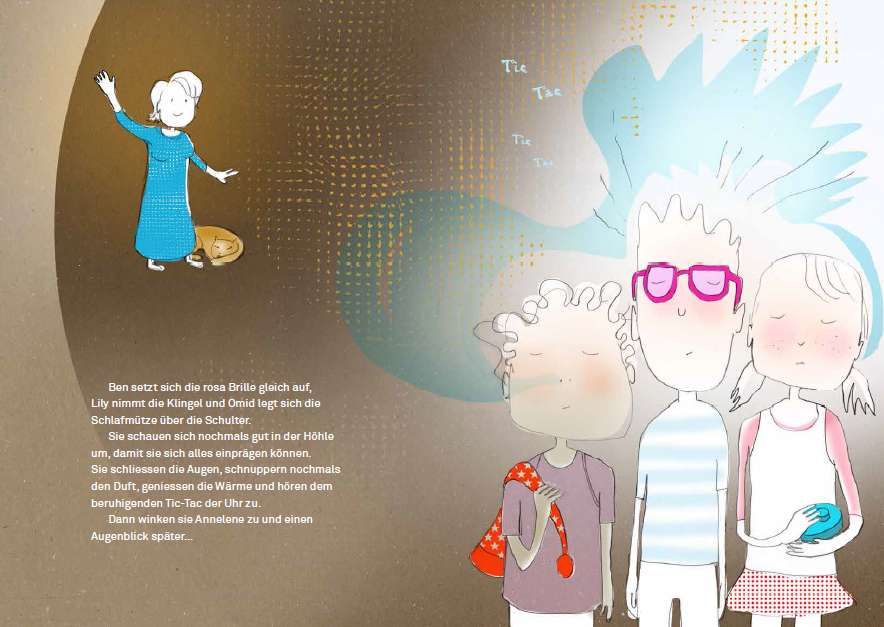 Tic
Tac
Tic
Tac
Ben setzt sich die rosa Brille gleich auf,
Lily nimmt die Klingel und Omid legt sich die
Schlafmütze über die Schulter.
Sie schauen sich nochmals gut in der Höhle
um, damit sie sich alles einprägen können.
Sie schliessen die Augen, schnuppern nochmals
den Duft, geniessen die Wärme und hören dem
beruhigenden Tic-Tac der Uhr zu.
Dann winken sie Annelene zu und einen
Augenblick später...